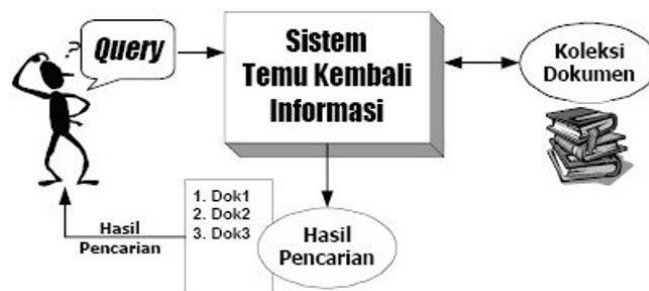 ?
Query
Sistem
Temu Kembali
Informasi
Koleksi
Dokumen
1. Dok1
2. Dok2
3. Dok3
Hasil
Pencarian
Hasil
Pencarian